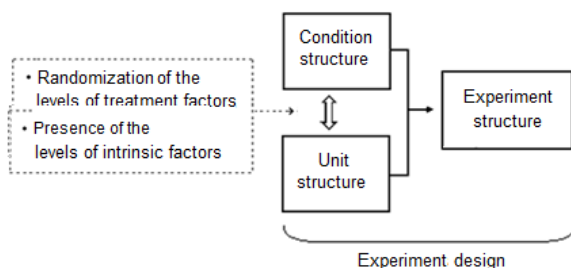 • Randomization of the
levels of treatment factors
• Presence of the
levels of intrinsic factors
Condition
structure
Unit
structure
Experiment
structure
Experiment design